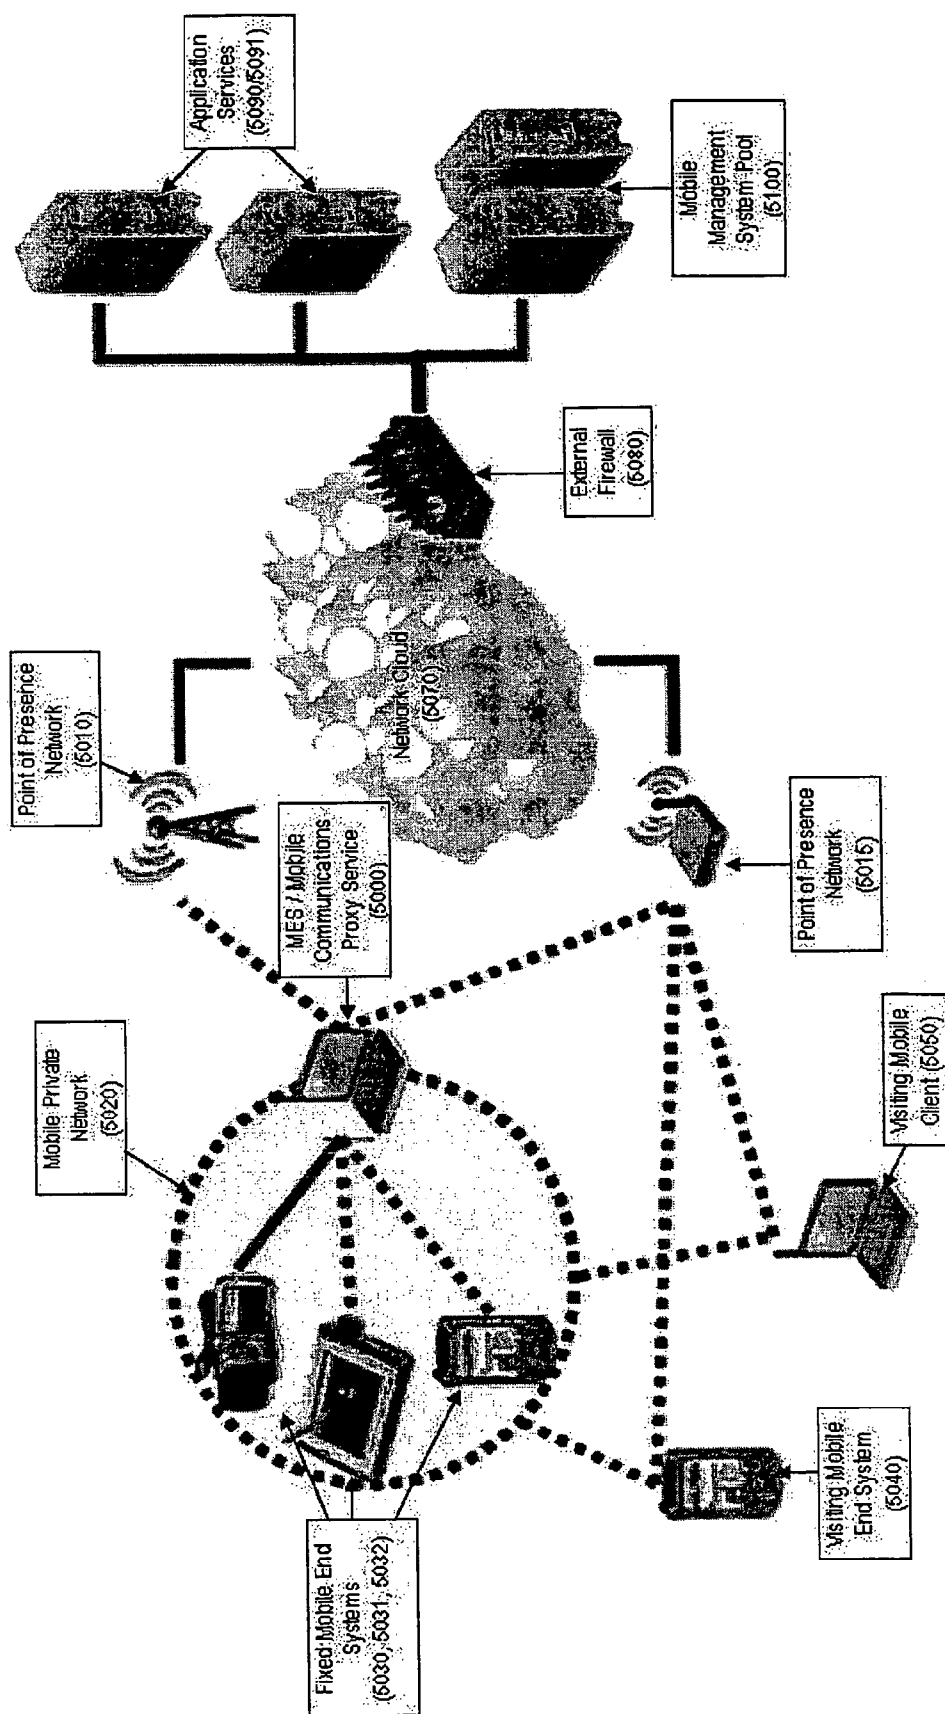 Application
Services
(5090/5091)
Mobile
Management
System Pool
(5100)
External
Firewall
(5080)
Network Cloud
(5070)
Point of Presence
Network
(5010)
Point of Presence
Network
(5015)
MES / Mobile
Communications
Proxy Service
(5000)
Mobile Private
Network
(5020)
Visiting Mobile
Client (5050)
Visiting Mobile
End System
(5040)
Fixed Mobile End
Systems
(5030, 5031, 5032)